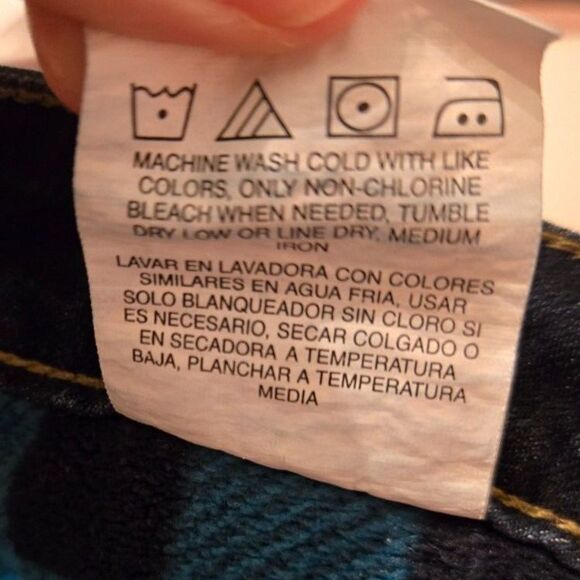 MACHINE WASH COLD WITH LIKE
COLORS, ONLY NON-CHLORINE
BLEACH WHEN NEEDED, TUMBLE
DRY LOW OR LINE DRY, MEDIUM
IRON
LAVAR EN LAVADORA CON COLORES
SIMILARES EN AGUA FRIA, USAR
SOLO BLANQUEADOR SIN CLORO SI
ES NECESARIO, SECAR COLGADO O
EN SECADORA A TEMPERATURA
BAJA, PLANCHAR A TEMPERATURA
MEDIA